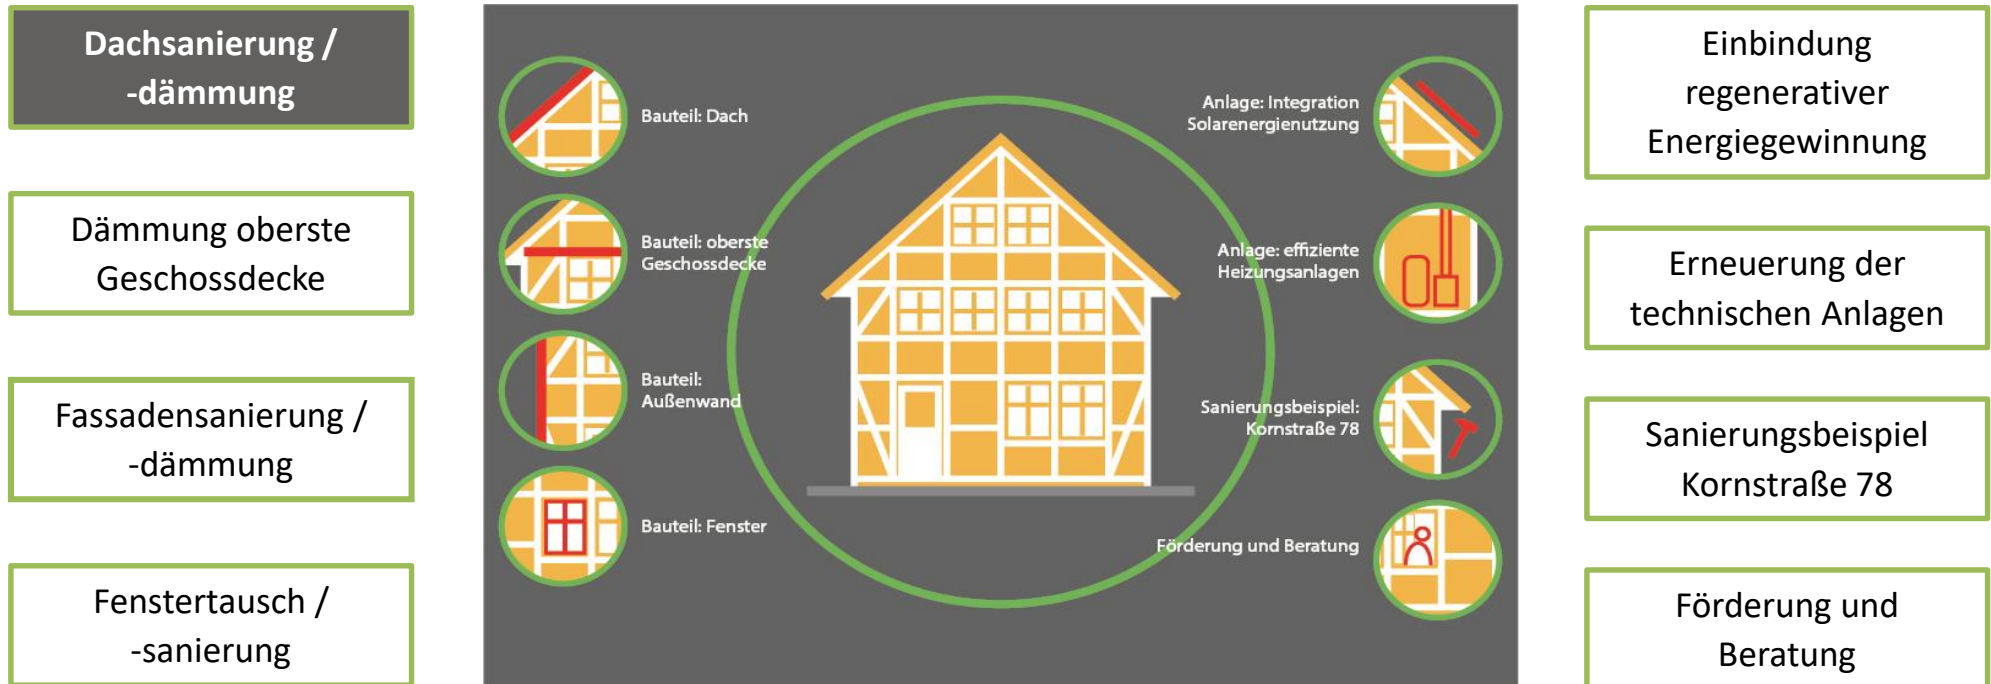 Dachsanierung /
-dämmung
Dämmung oberste
Geschossdecke
Fassadensanierung /
-dämmung
Fenstertausch /
-sanierung
Bauteil: Dach
Bauteil: oberste
Geschossdecke
Bauteil:
Außenwand
Bauteil: Fenster
Anlage: Integration
Solarenergienutzung
Anlage: effiziente
Heizungsanlagen
Sanierungsbeispiel:
Kornstraße 78
Förderung und Beratung
Einbindung
regenerativer
Energiegewinnung
Erneuerung der
technischen Anlagen
Sanierungsbeispiel
Kornstraße 78
Förderung und
Beratung